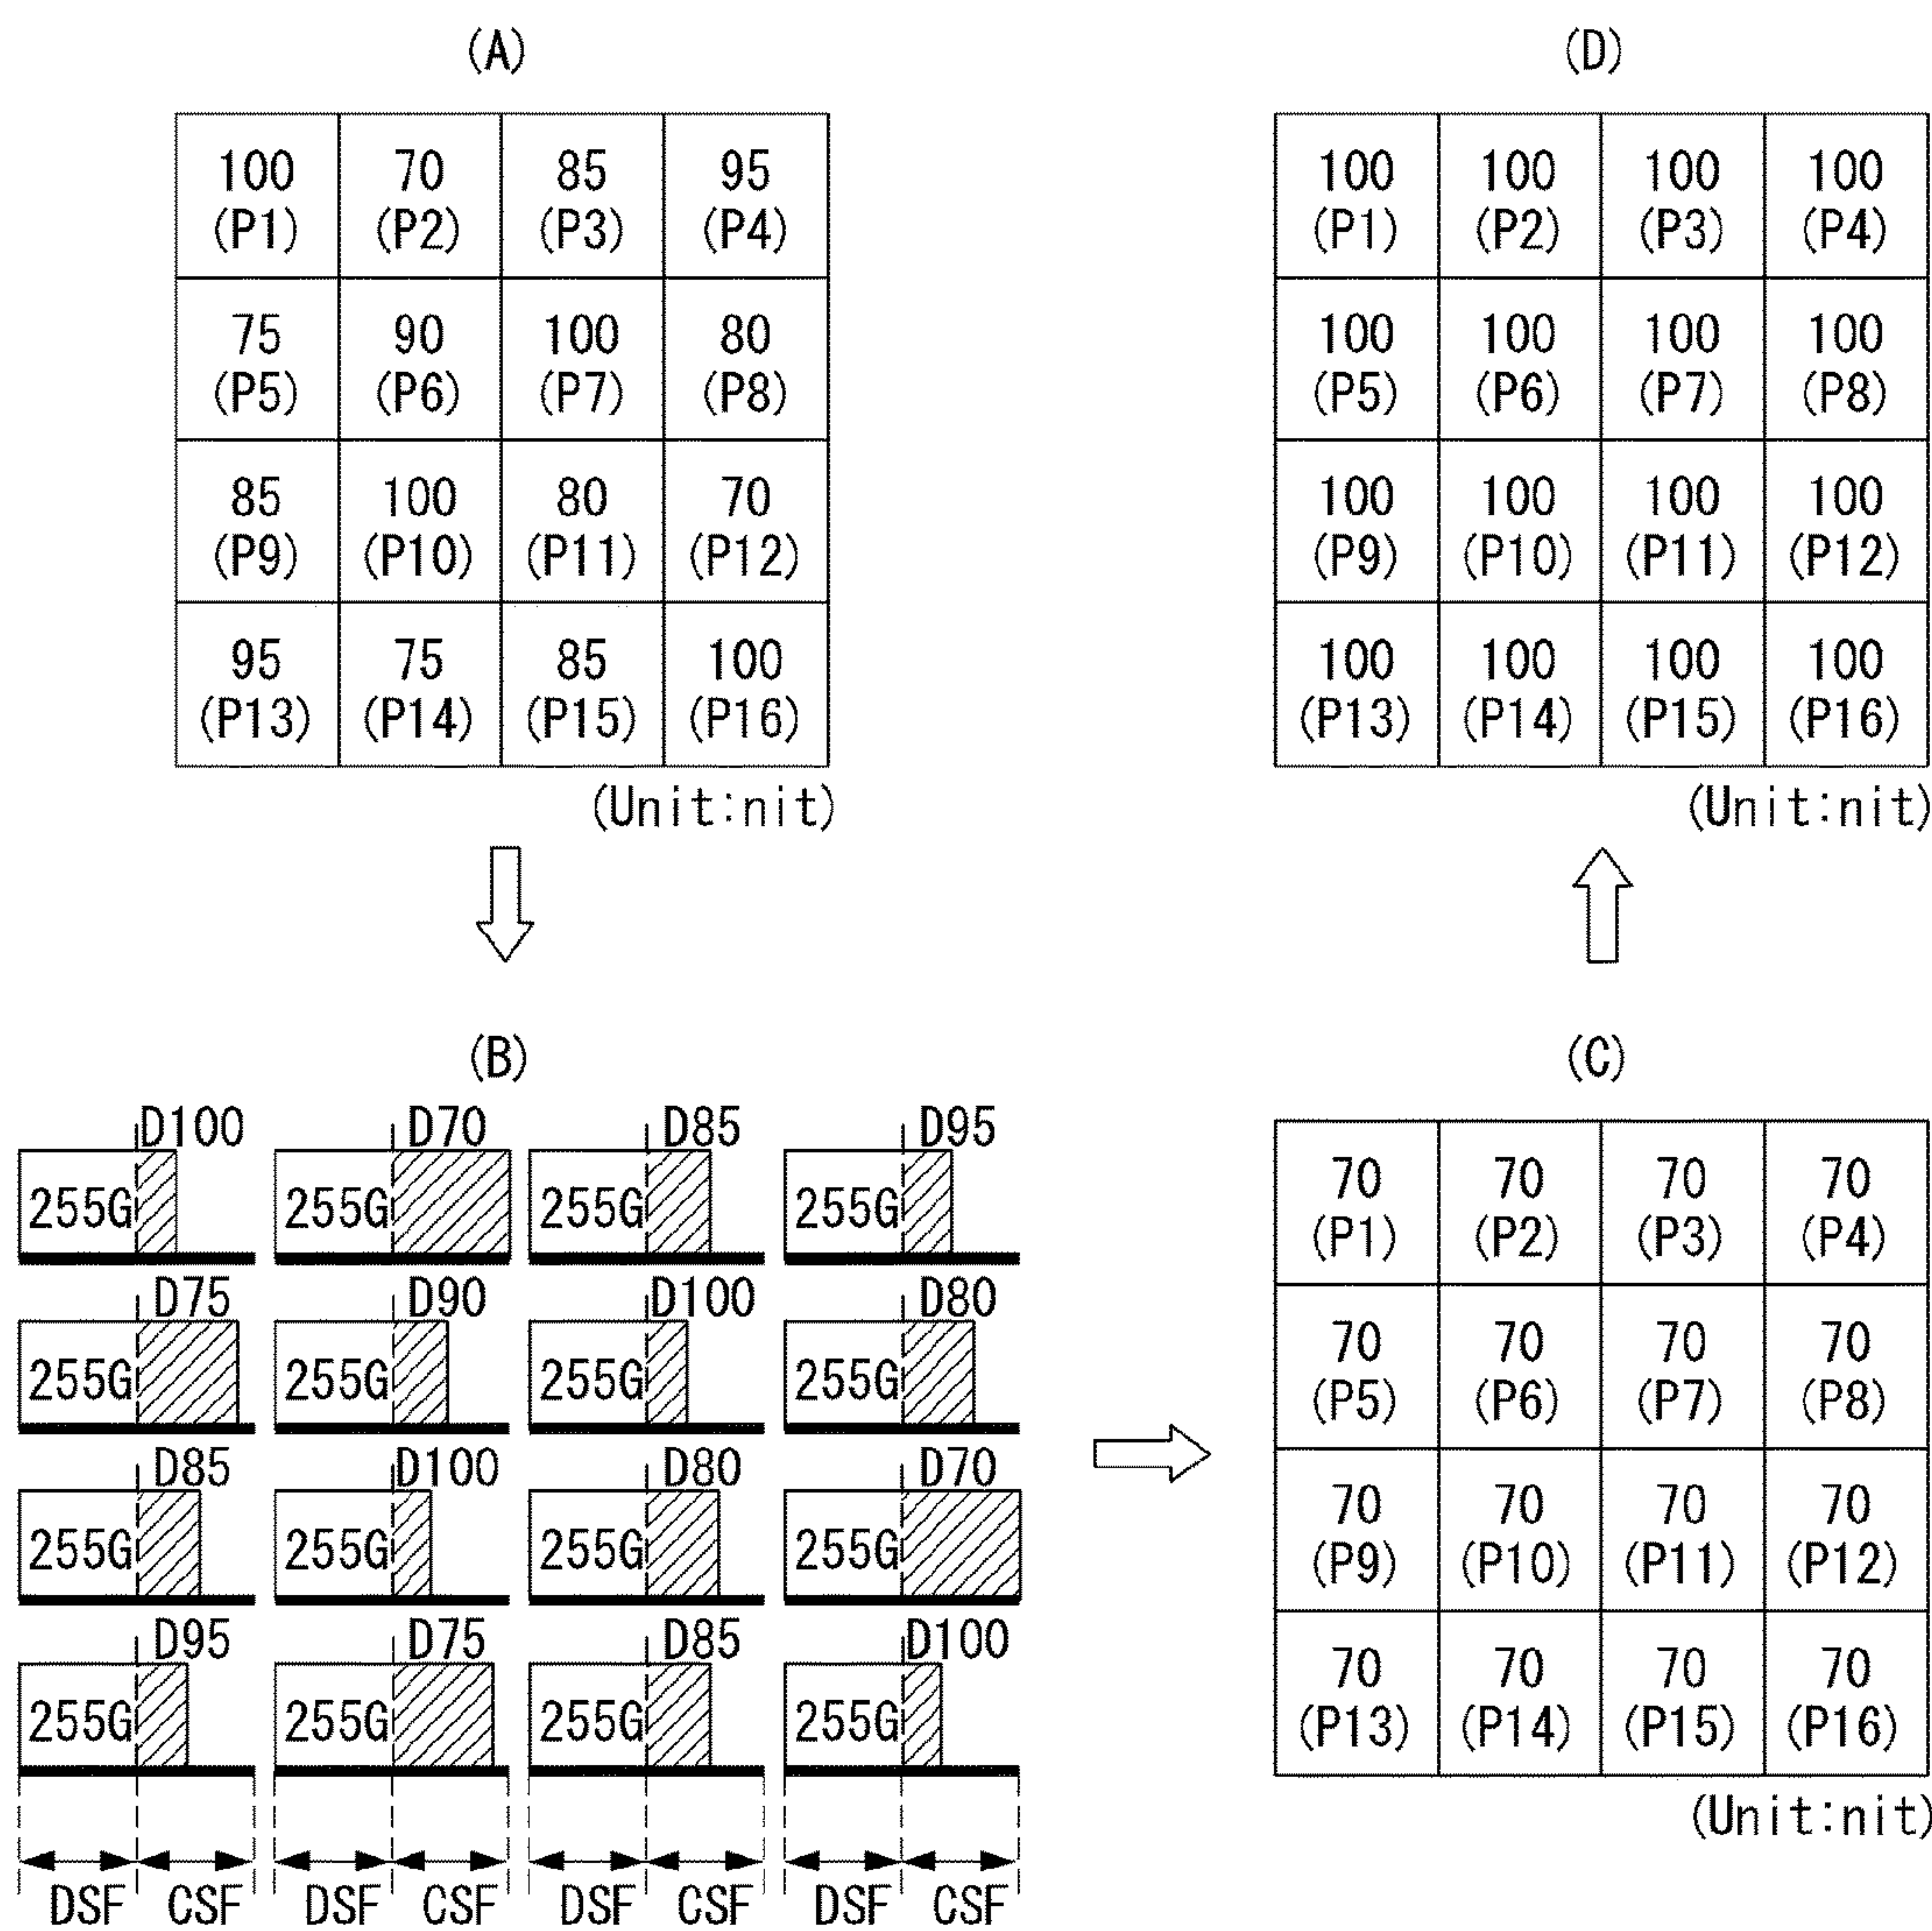 (A)
100 70 85 95
(P1) (P2) (P3) (P4)
75 90 100 80
(P5) (P6) (P7) (P8)
85 100 80 70
(P9) (P10) (P11) (P12)
95 75 85 100
(P13) (P14) (P15) (P16)
(Unit:nit)
(B)
D100 D70 D85 D95
255G 255G 255G 255G
D75 D90 D100 D80
255G 255G 255G 255G
D85 D100 D80 D70
255G 255G 255G 255G
D95 D75 D85 D100
255G 255G 255G 255G
DSF CSF DSF CSF DSF CSF DSF CSF
(C)
70 70 70 70
(P1) (P2) (P3) (P4)
70 70 70 70
(P5) (P6) (P7) (P8)
70 70 70 70
(P9) (P10) (P11) (P12)
70 70 70 70
(P13) (P14) (P15) (P16)
(Unit:nit)
(D)
100 100 100 100
(P1) (P2) (P3) (P4)
100 100 100 100
(P5) (P6) (P7) (P8)
100 100 100 100
(P9) (P10) (P11) (P12)
100 100 100 100
(P13) (P14) (P15) (P16)
(Unit:nit)